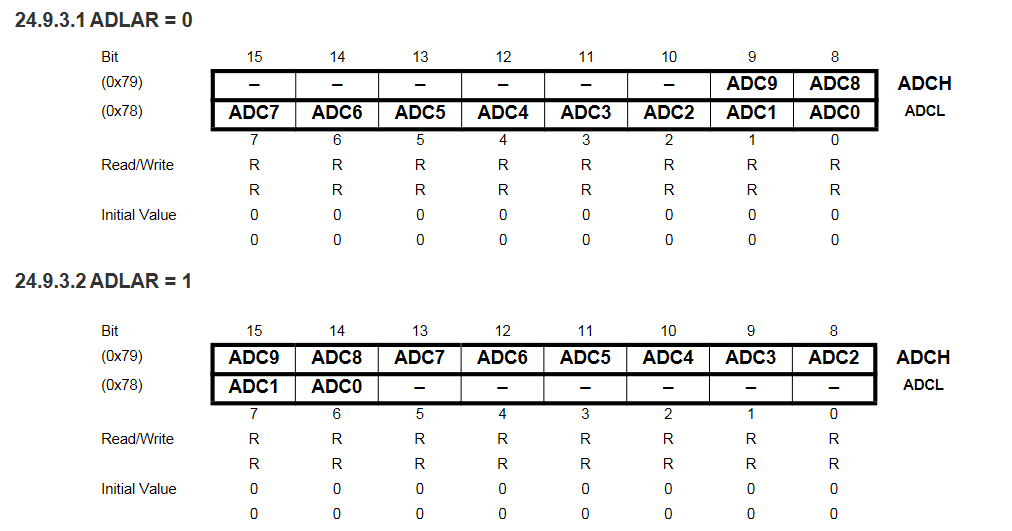 24.9.3.1 ADLAR = 0
Bit 15 14 13 12 11 10 9 8
(0x79) – – – – – – ADC9 ADC8 ADCH
(0x78) ADC7 ADC6 ADC5 ADC4 ADC3 ADC2 ADC1 ADC0 ADCL
7 6 5 4 3 2 1 0
Read/Write R R R R R R R R
R R R R R R R R
Initial Value 0 0 0 0 0 0 0 0
0 0 0 0 0 0 0 0
24.9.3.2 ADLAR = 1
Bit 15 14 13 12 11 10 9 8
(0x79) ADC9 ADC8 ADC7 ADC6 ADC5 ADC4 ADC3 ADC2 ADCH
(0x78) ADC1 ADC0 – – – – – – ADCL
7 6 5 4 3 2 1 0
Read/Write R R R R R R R R
R R R R R R R R
Initial Value 0 0 0 0 0 0 0 0
0 0 0 0 0 0 0 0